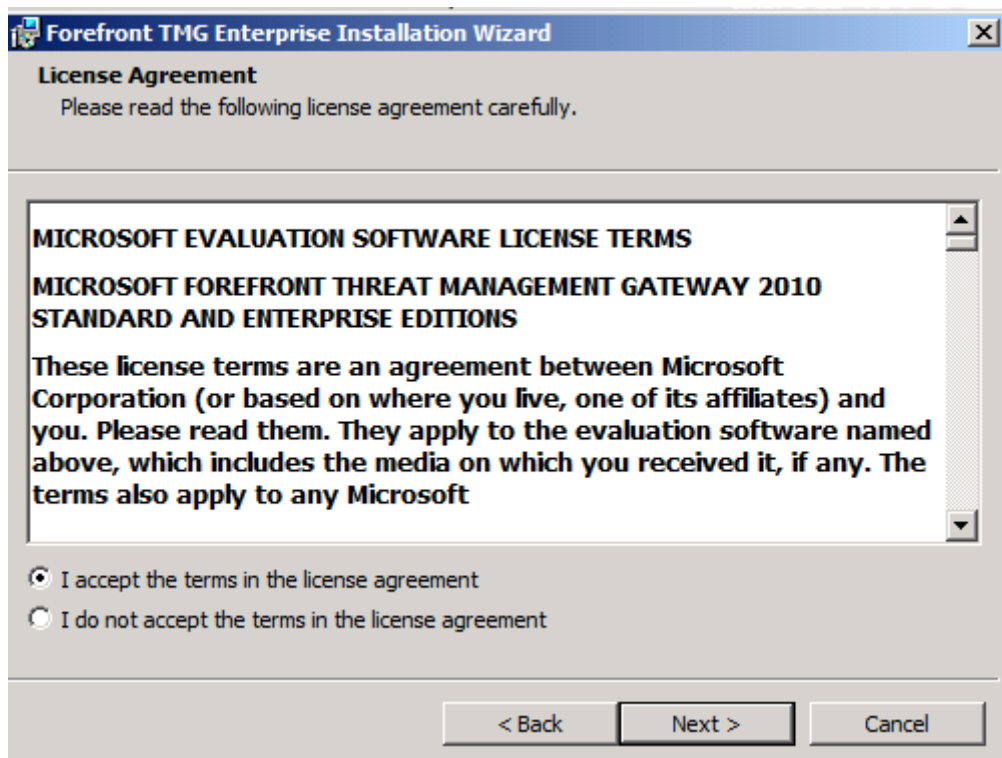 Forefront TMG Enterprise Installation Wizard
License Agreement
Please read the following license agreement carefully.
MICROSOFT EVALUATION SOFTWARE LICENSE TERMS
MICROSOFT FOREFRONT THREAT MANAGEMENT GATEWAY 2010
STANDARD AND ENTERPRISE EDITIONS
These license terms are an agreement between Microsoft
Corporation (or based on where you live, one of its affiliates) and
you. Please read them. They apply to the evaluation software named
above, which includes the media on which you received it, if any. The
terms also apply to any Microsoft
I accept the terms in the license agreement
I do not accept the terms in the license agreement
< Back Next > Cancel